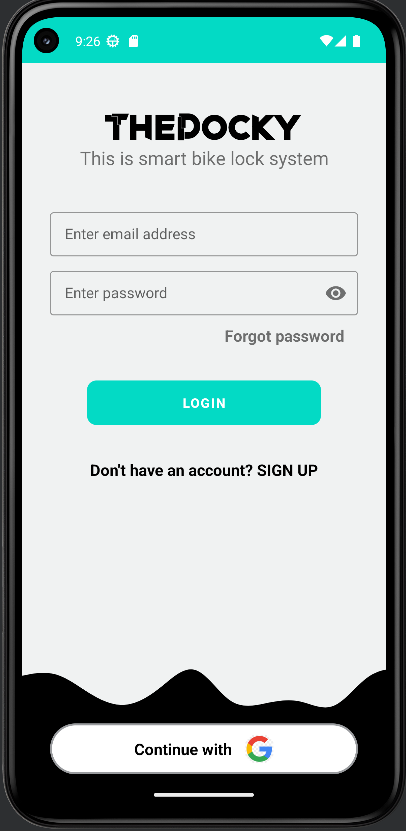 9:26
THEDOCKY
This is smart bike lock system
Enter email address
Enter password
Forgot password
LOGIN
Don't have an account? SIGN UP
Continue with